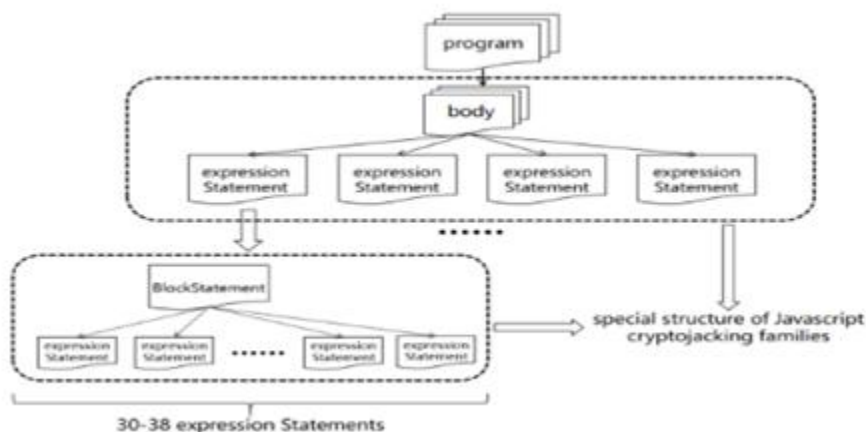 program
body
expression
Statement
expression
Statement
expression
Statement
expression
Statement
......
BlockStatement
expression
Statement
expression
Statement
......
expression
Statement
expression
Statement
special structure of Javascript
cryptojacking families
30-38 expression Statements